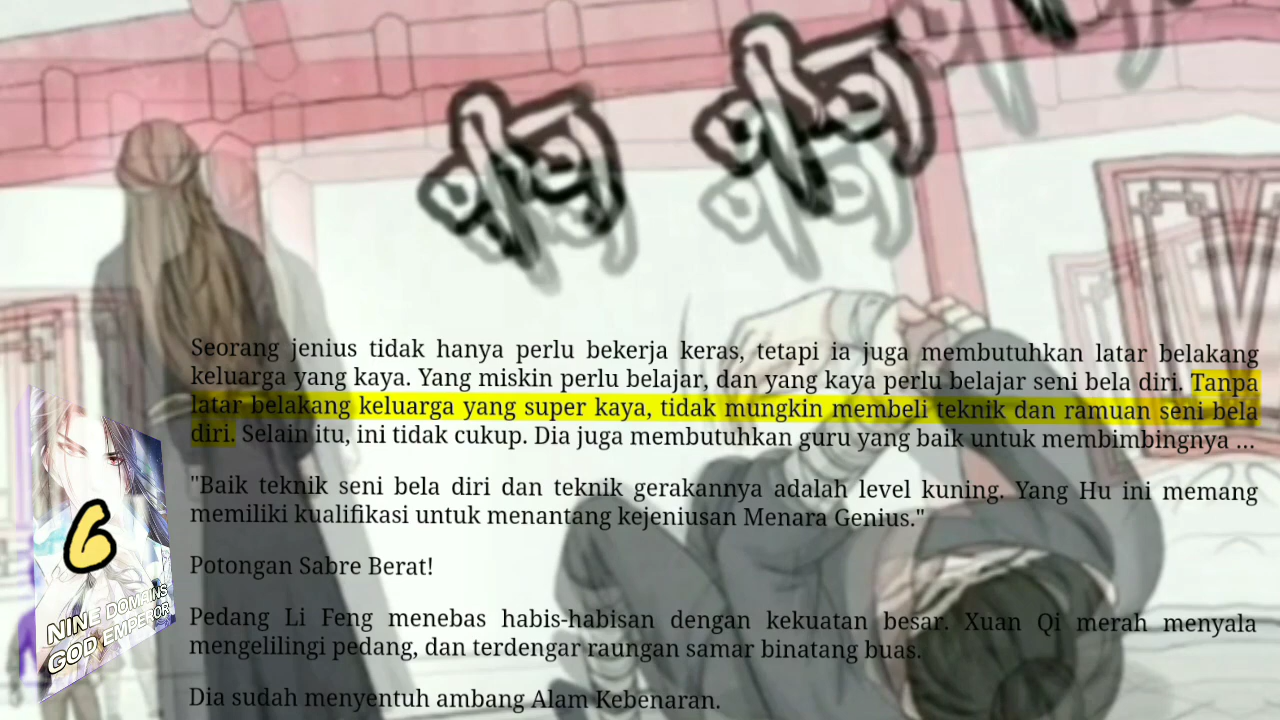 Seorang jenius tidak hanya perlu bekerja keras, tetapi ia juga membutuhkan latar belakang
keluarga yang kaya. Yang miskin perlu belajar, dan yang kaya perlu belajar seni bela diri. Tanpa
latar belakang keluarga yang super kaya, tidak mungkin membeli teknik dan ramuan seni bela
diri. Selain itu, ini tidak cukup. Dia juga membutuhkan guru yang baik untuk membimbingnya ...
"Baik teknik seni bela diri dan teknik gerakannya adalah level kuning. Yang Hu ini memang
memiliki kualifikasi untuk menantang kejeniusan Menara Genius."
Potongan Sabre Berat!
Pedang Li Feng menebas habis-habisan dengan kekuatan besar. Xuan Qi merah menyala
mengelilingi pedang, dan terdengar raungan samar binatang buas.
Dia sudah menyentuh ambang Alam Kebenaran.
6
NINE DOMAINS
GOD EMPEROR